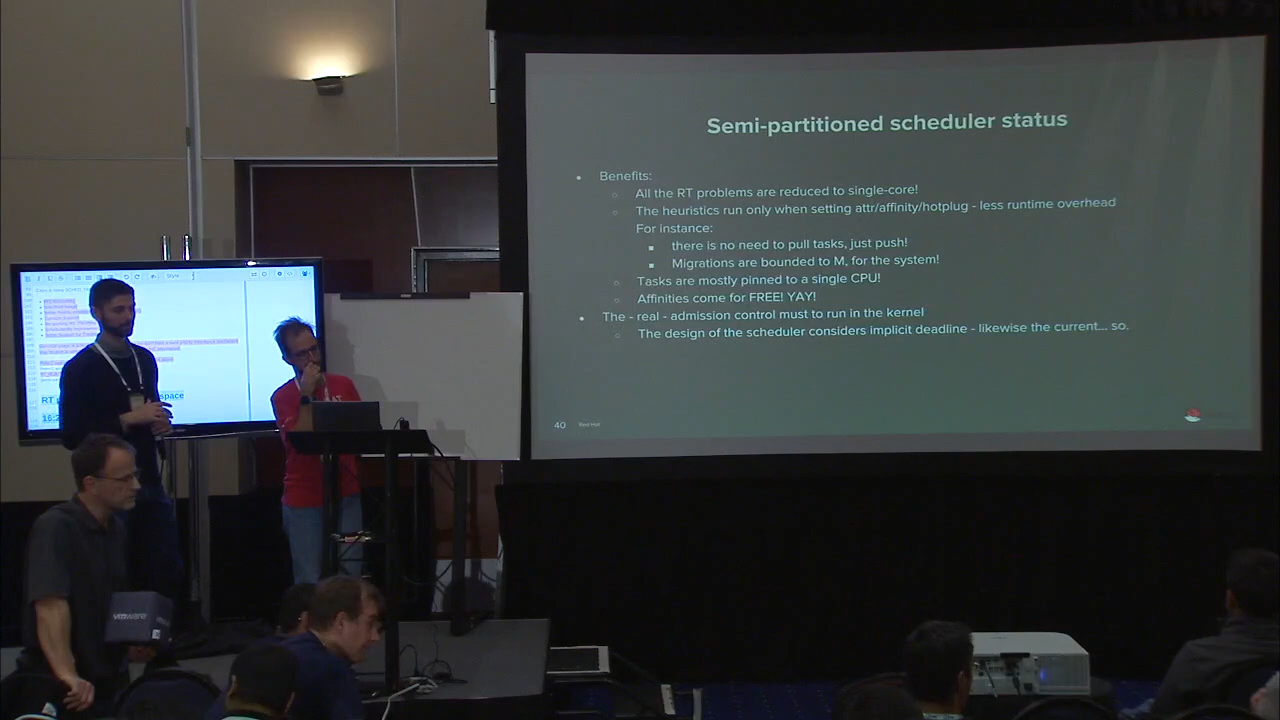 Semi-partitioned scheduler status
Benefits:
All the RT problems are reduced to single-core!
The heuristics run only when setting attr/affinity/hotplug - less runtime overhead
For instance:
there is no need to pull tasks, just push!
Migrations are bounded to M, for the system!
Tasks are mostly pinned to a single CPU!
Affinities come for FREE! YAY!
The - real - admission control must to run in the kernel
The design of the scheduler considers implicit deadline - likewise the current... so.
40
Red Hat
Style
RT
space
16:2
vmware